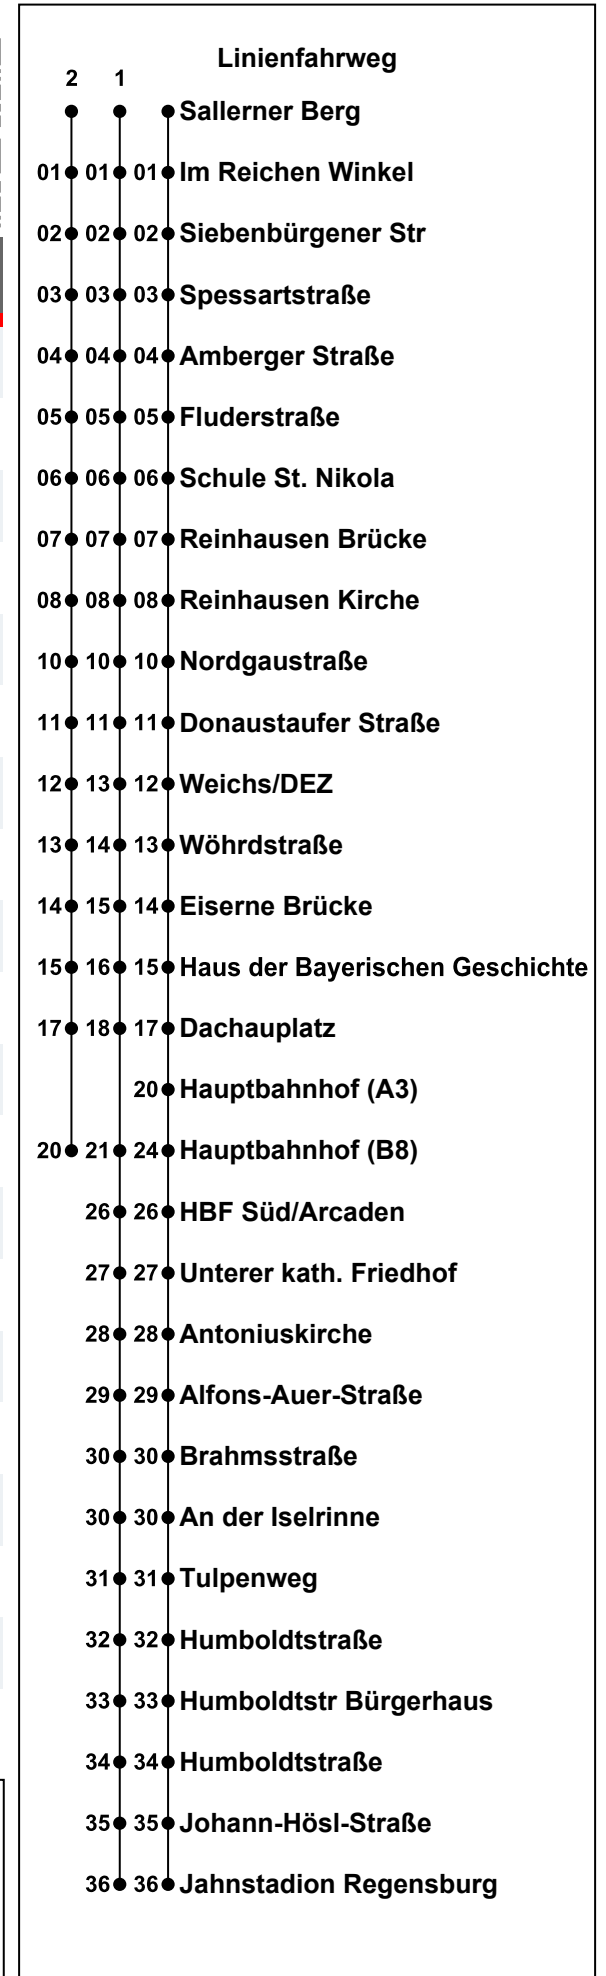 Linienfahrweg
2 1
Sallerner Berg
01 01 01 Im Reichen Winkel
02 02 02 Siebenbürgener Str
03 03 03 Spessartstraße
04 04 04 Amberger Straße
05 05 05 Fluderstraße
06 06 06 Schule St. Nikola
07 07 07 Reinhausen Brücke
08 08 08 Reinhausen Kirche
10 10 10 Nordgaustraße
11 11 11 Donaustaufer Straße
12 13 12 Weichs/DEZ
13 14 13 Wöhrdstraße
14 15 14 Eiserne Brücke
15 16 15 Haus der Bayerischen Geschichte
17 18 17 Dachauplatz
20 Hauptbahnhof (A3)
20 21 24 Hauptbahnhof (B8)
26 26 HBF Süd/Arcaden
27 27 Unterer kath. Friedhof
28 28 Antoniuskirche
29 29 Alfons-Auer-Straße
30 30 Brahmsstraße
30 30 An der Iselrinne
31 31 Tulpenweg
32 32 Humboldtstraße
33 33 Humboldtstr Bürgerhaus
34 34 Humboldtstraße
35 35 Johann-Hösl-Straße
36 36 Jahnstadion Regensburg